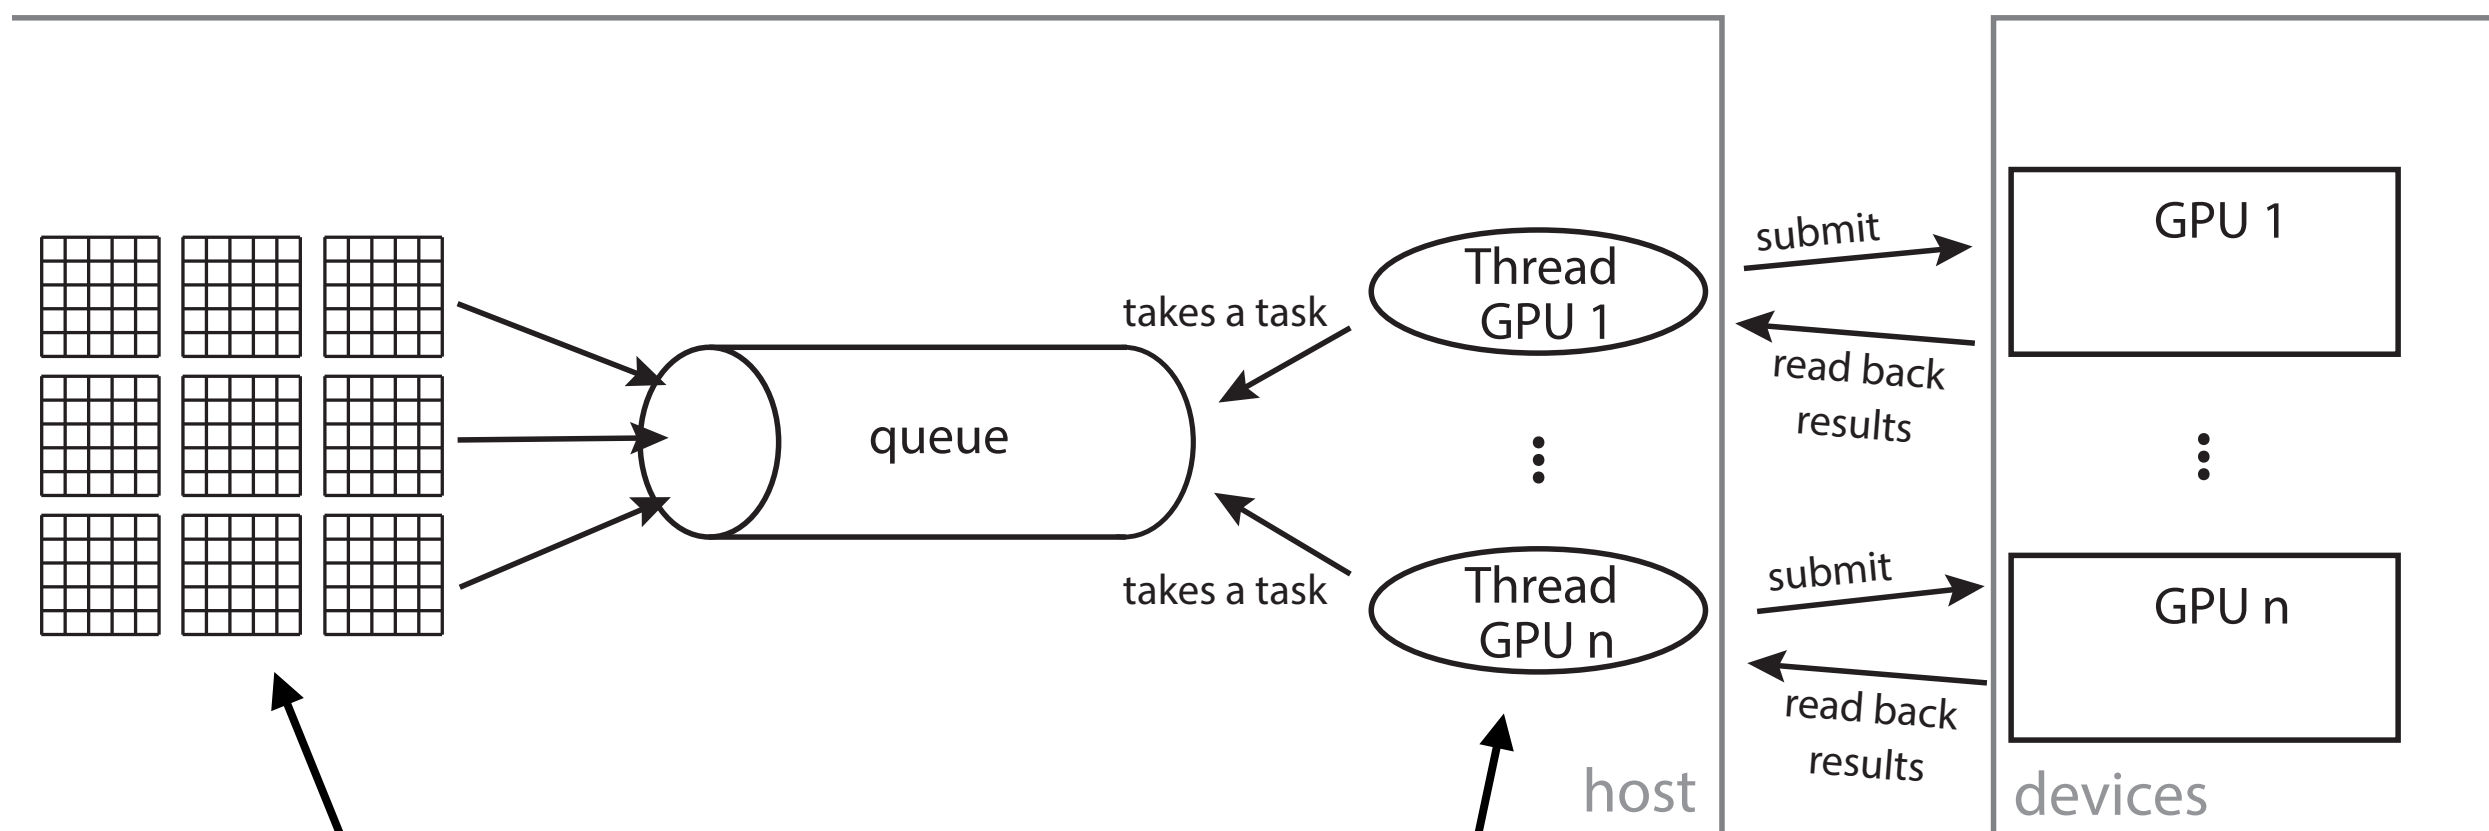 queue
takes a task
takes a task
Thread
GPU 1
Thread
GPU n
submit
read back
results
submit
read back
results
host
GPU 1
GPU n
devices